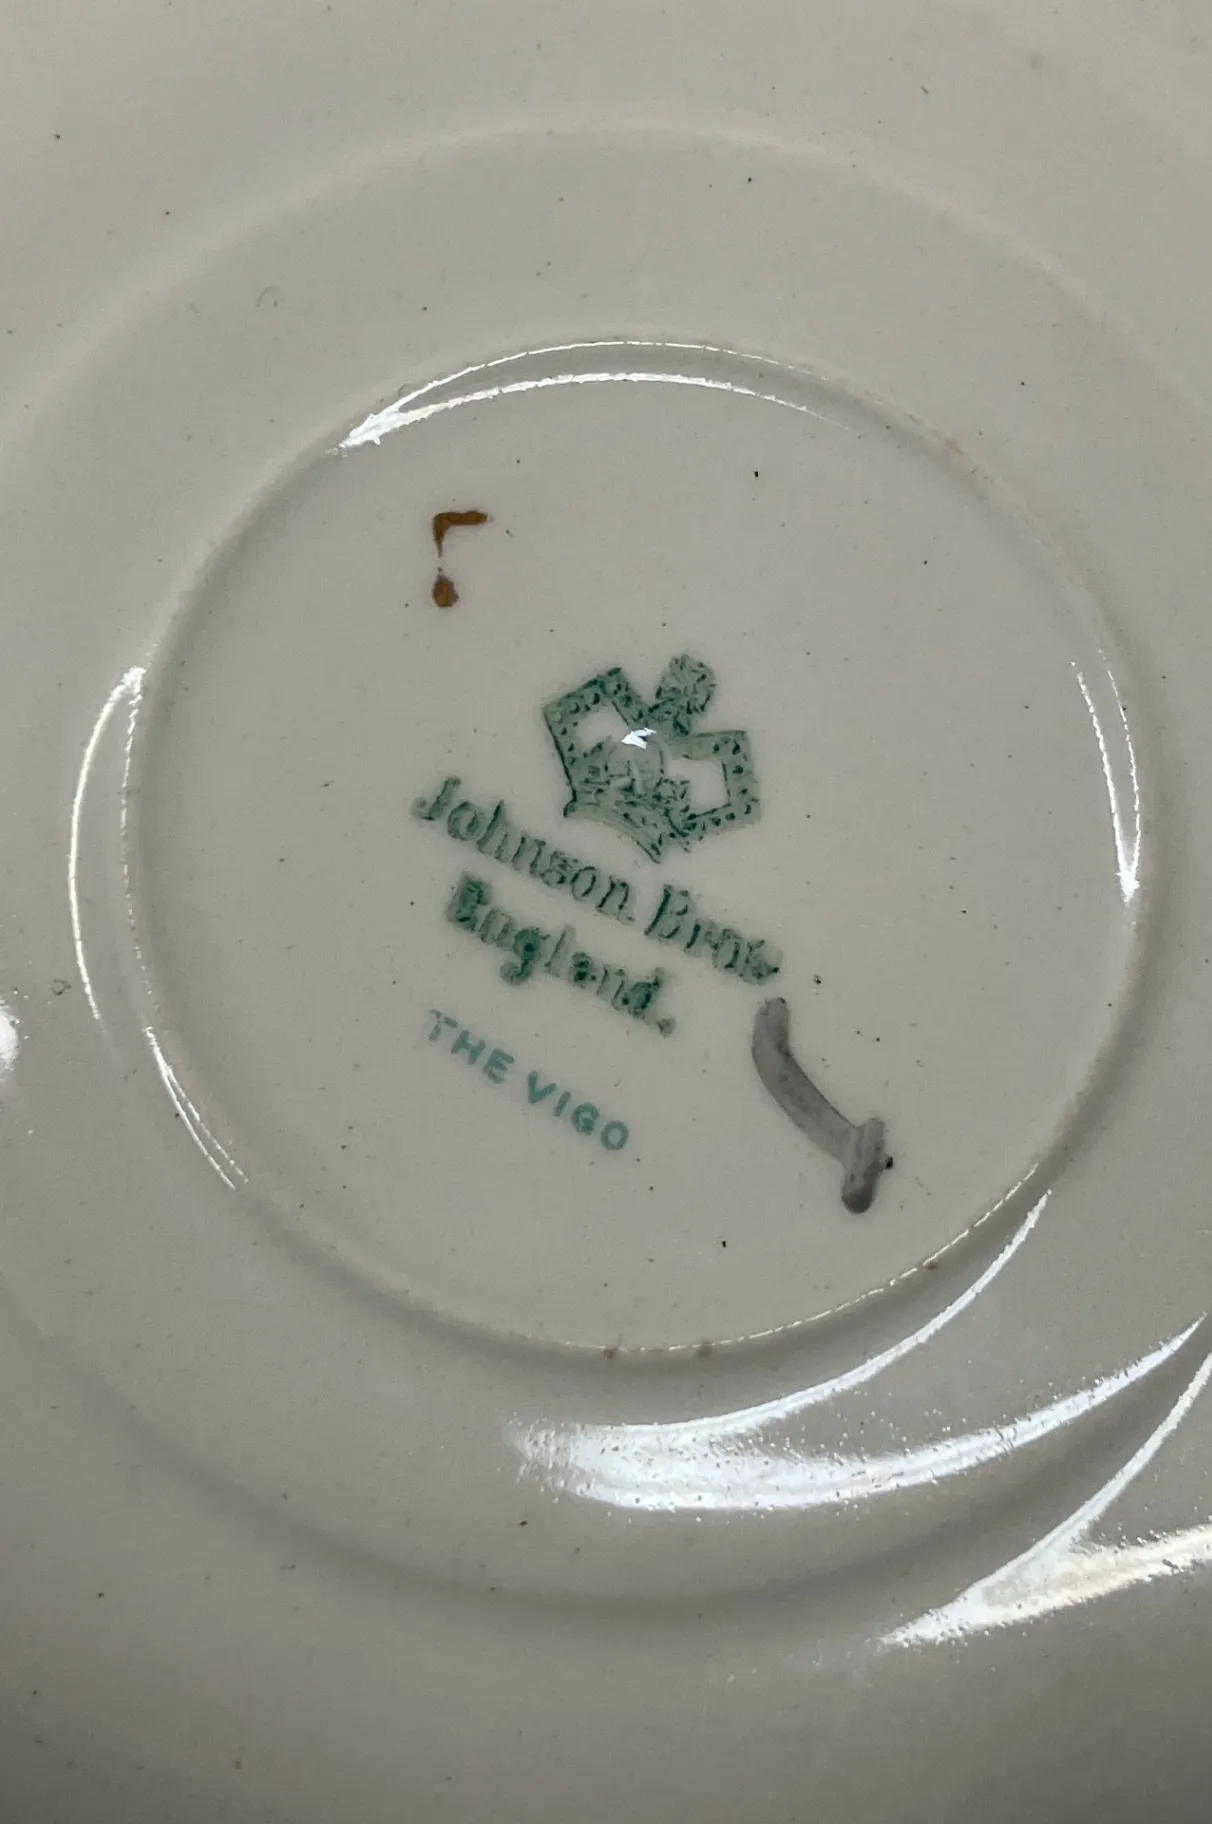 Johnson Bros
England.
THE VIGO